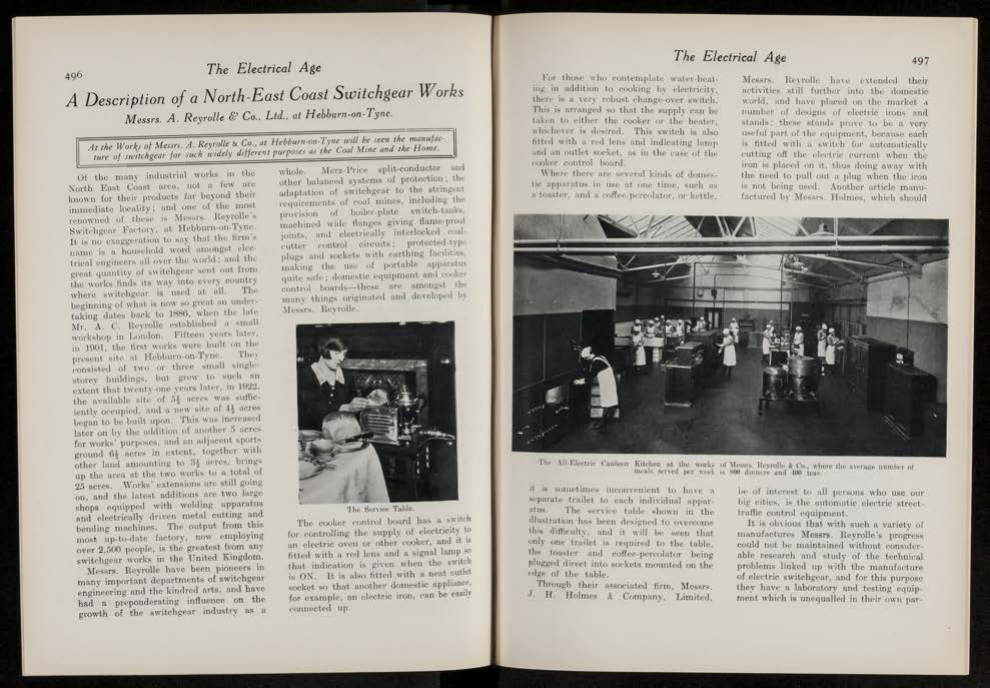 496
The Electrical Age
A Description of a North-East Coast Switchgear Works
Messrs. A. Reyrolle & Co., Ltd., at Hebburn-on-Tyne.
At the Works of Messrs. A. Reyrolle & Co., at Hebburn-on-Tyne will be seen the manufac-
ture of switchgear for such widely different purposes as the Coal Mine and the Home.
Of the many industrial works in the
North East Coast area, not a few are
known for their products far beyond their
immediate locality; and one of the most
renowned of these is Messrs. Reyrolle's
Switchgear Factory, at Hebburn-on-Tyne.
It is no exaggeration to say that the firm's
name is a household word amongst elec-
trical engineers all over the world; and the
great quantity of switchgear sent out from
the works finds its way into every country
where switchgear is used at all. The
beginning of what is now so great an under-
taking dates back to 1886, when the late
Mr. A. C. Reyrolle established a small
workshop in London. Fifteen years later,
in 1901, the first works were built on the
present site at Hebburn-on-Tyne. They
consisted of two or three small single-
storey buildings, but grew to such an
extent that twenty-one years later, in 1922,
the available site of 5½ acres was suffic-
iently occupied, and a new site of 4½ acres
began to be built upon. This was increased
later on by the addition of another 5 acres
for works' purposes, and an adjacent sports
ground 6½ acres in extent, together with
other land amounting to 3½ acres, brings
up the area at the two works to a total of
25 acres. Works' extensions are still going
on, and the latest additions are two large
shops equipped with welding apparatus
and electrically driven metal cutting and
bending machines. The output from this
most up-to-date factory, now employing
over 2,500 people, is the greatest from any
switchgear works in the United Kingdom.
Messrs. Reyrolle have been pioneers in
many important departments of switchgear
engineering and the kindred arts, and have
had a preponderating influence on the
growth of the switchgear industry as a
whole. Merz-Price split-conductor and
other balanced systems of protection; the
adaptation of switchgear to the stringent
requirements of coal mines, including the
provision of boiler-plate switch-tanks,
machined wide flanges giving flame-proof
joints, and electrically interlocked coal-
cutter control circuits; protected-type
plugs and sockets with earthing facilities,
making the use of portable apparatus
quite safe; domestic equipment and cooker
control boards—these are amongst the
many things originated and developed by
Messrs. Reyrolle.
The Service Table.
The cooker control board has a switch
for controlling the supply of electricity to
an electric oven or other cooker, and it is
fitted with a red lens and a signal lamp so
that indication is given when the switch
is ON. It is also fitted with a neat outlet
socket so that another domestic appliance,
for example, an electric iron, can be easily
connected up.
The Electrical Age
497
For those who contemplate water-heat-
ing in addition to cooking by electricity,
there is a very robust change-over switch.
This is arranged so that the supply can be
taken to either the cooker or the heater,
whichever is desired. This switch is also
fitted with a red lens and indicating lamp
and an outlet socket, as in the case of the
cooker control board.
Where there are several kinds of domes-
tic apparatus in use at one time, such as
a toaster, and a coffee-percolator, or kettle,
Messrs. Reyrolle have extended their
activities still further into the domestic
world, and have placed on the market a
number of designs of electric irons and
stands; these stands prove to be a very
useful part of the equipment, because each
is fitted with a switch for automatically
cutting off the electric current when the
iron is placed on it, thus doing away with
the need to pull out a plug when the iron
is not being used. Another article manu-
factured by Messrs. Holmes, which should
The All-Electric Canteen Kitchen at the works of Messrs. Reyrolle & Co., where the average number of
meals served per week is 800 dinners and 400 teas.
it is sometimes inconvenient to have a
separate trailet to each individual appar-
atus. The service table shown in the
illustration has been designed to overcome
this difficulty, and it will be seen that
only one trailet is required to the table,
the toaster and coffee-percolator being
plugged direct into sockets mounted on the
edge of the table.
Through their associated firm, Messrs.
J. H. Holmes & Company, Limited,
be of interest to all persons who use our
big cities, is the automatic electric street-
traffic control equipment.
It is obvious that with such a variety of
manufactures Messrs. Reyrolle's progress
could not be maintained without consider-
able research and study of the technical
problems linked up with the manufacture
of electric switchgear, and for this purpose
they have a laboratory and testing equip-
ment which is unequalled in their own par-